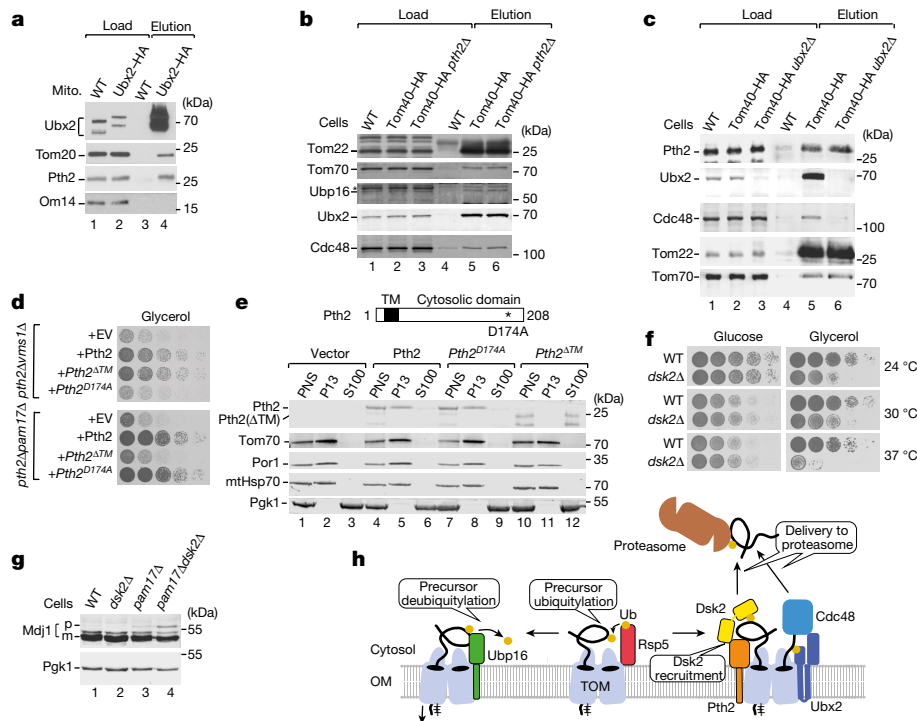 a
Load Elution
Mito. WT Ubx2–HA WT Ubx2–HA
(kDa)
Ubx2 70
Tom20 25
Pth2 25
Om14 15
1 2 3 4
b
Load Elution
Cells WT Tom40–HA Tom40–HA pth2Δ WT Tom40–HA Tom40–HA pth2Δ
(kDa)
Tom22 25
Tom70 70
Ubp16 * 50
Ubx2 70
Cdc48 100
1 2 3 4 5 6
c
Load Elution
Cells WT Tom40–HA Tom40–HA ubx2Δ WT Tom40–HA Tom40–HA ubx2Δ
(kDa)
Pth2 25
Ubx2 70
Cdc48 100
Tom22 25
Tom70 70
1 2 3 4 5 6
d
Glycerol
pth2Δvms1Δ
+EV
+Pth2
+Pth2ΔTM
+Pth2D174A
pth2Δpam17Δ
+EV
+Pth2
+Pth2ΔTM
+Pth2D174A
e
TM Cytosolic domain
Pth2 1 * 208
D174A
Vector Pth2 Pth2D174A Pth2ΔTM
PNS P13 S100 PNS P13 S100 PNS P13 S100 PNS P13 S100
(kDa)
Pth2 25
Pth2(ΔTM)
Tom70 70
Por1 35
mtHsp70 70
Pgk1 55
1 2 3 4 5 6 7 8 9 10 11 12
f
Glucose Glycerol
WT
dsk2Δ 24 °C
WT
dsk2Δ 30 °C
WT
dsk2Δ 37 °C
g
Cells WT dsk2Δ pam17Δ pam17Δdsk2Δ
(kDa)
Mdj1 p 55
m
Pgk1 55
1 2 3 4
h
Proteasome
Delivery to
proteasome
Precursor
deubiquitylation
Precursor
ubiquitylation
Ub
Dsk2
Cdc48
Cytosol
Ubp16
Rsp5
Dsk2
recruitment
OM
TOM
Pth2
Ubx2